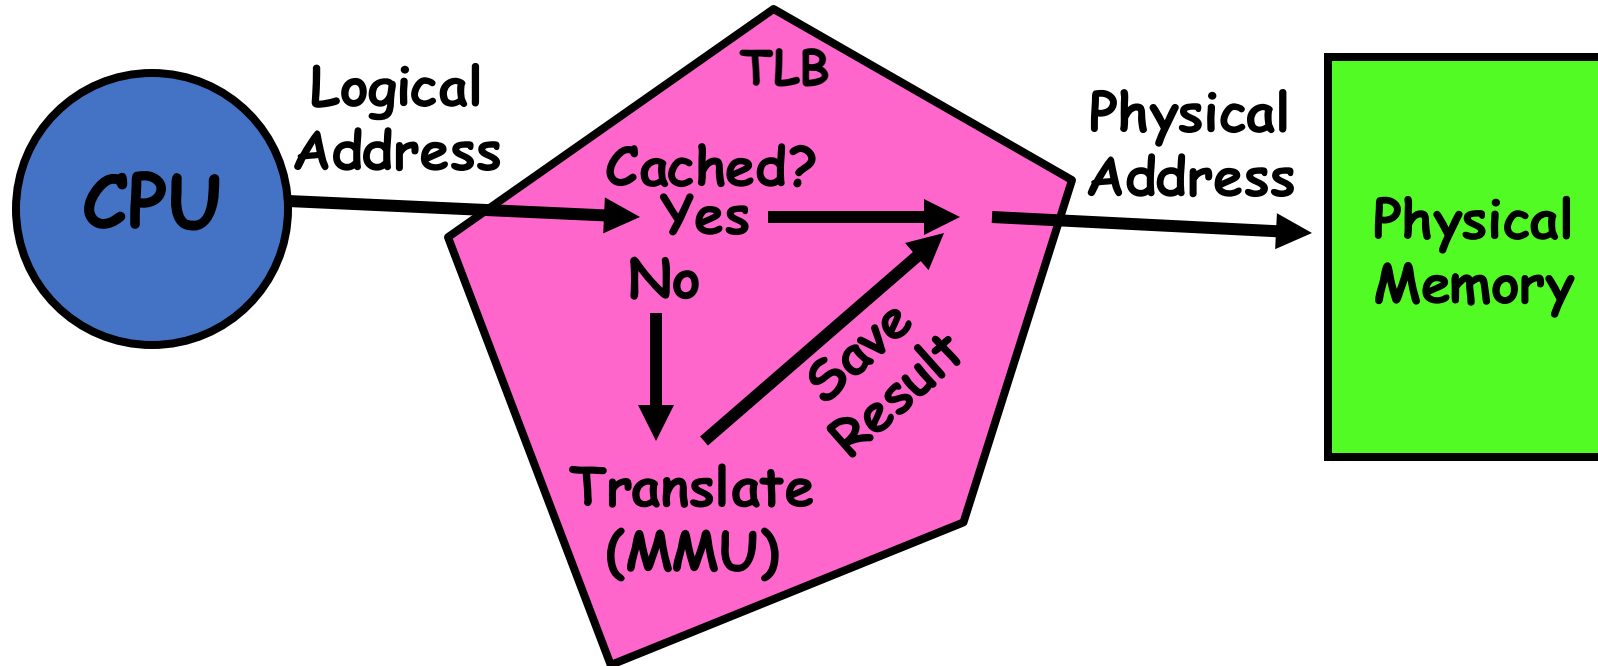 CPU
Logical
Address
TLB
Cached?
Yes
No
Save
Result
Translate
(MMU)
Physical
Address
Physical
Memory